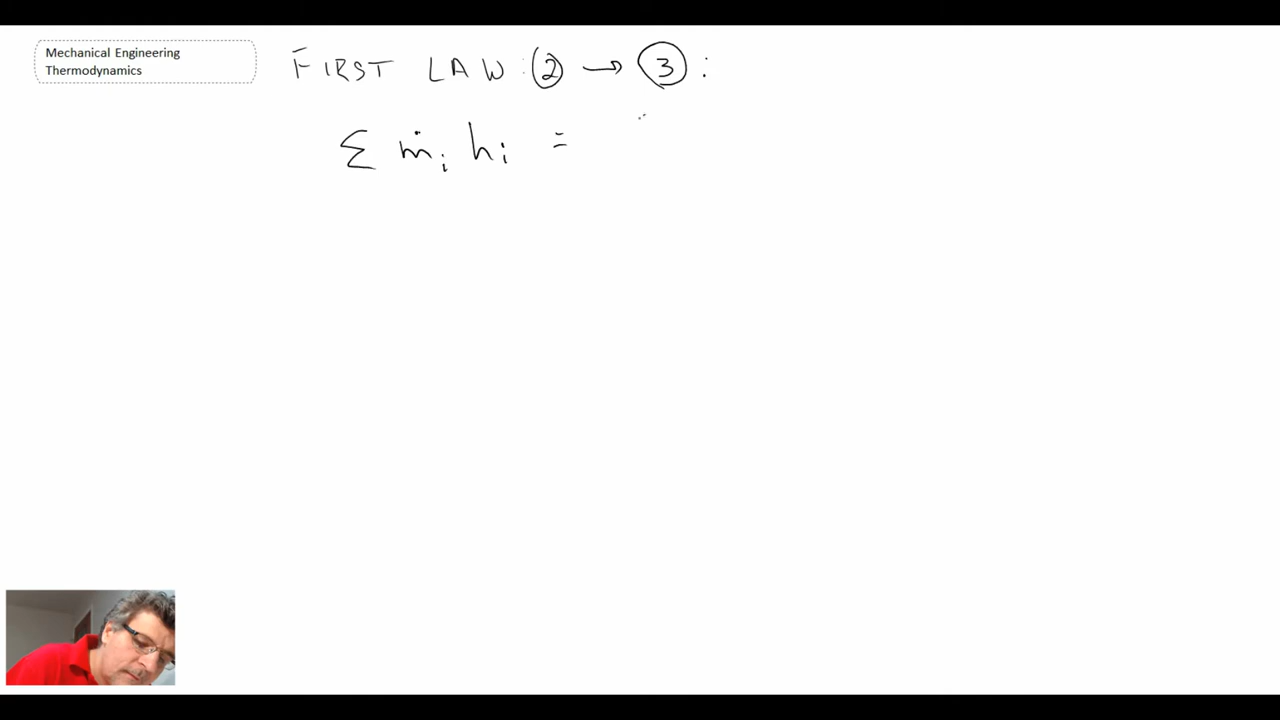 Mechanical Engineering
Thermodynamics
FIRST LAW : ② → ③ :
Σ ṁᵢ hᵢ =